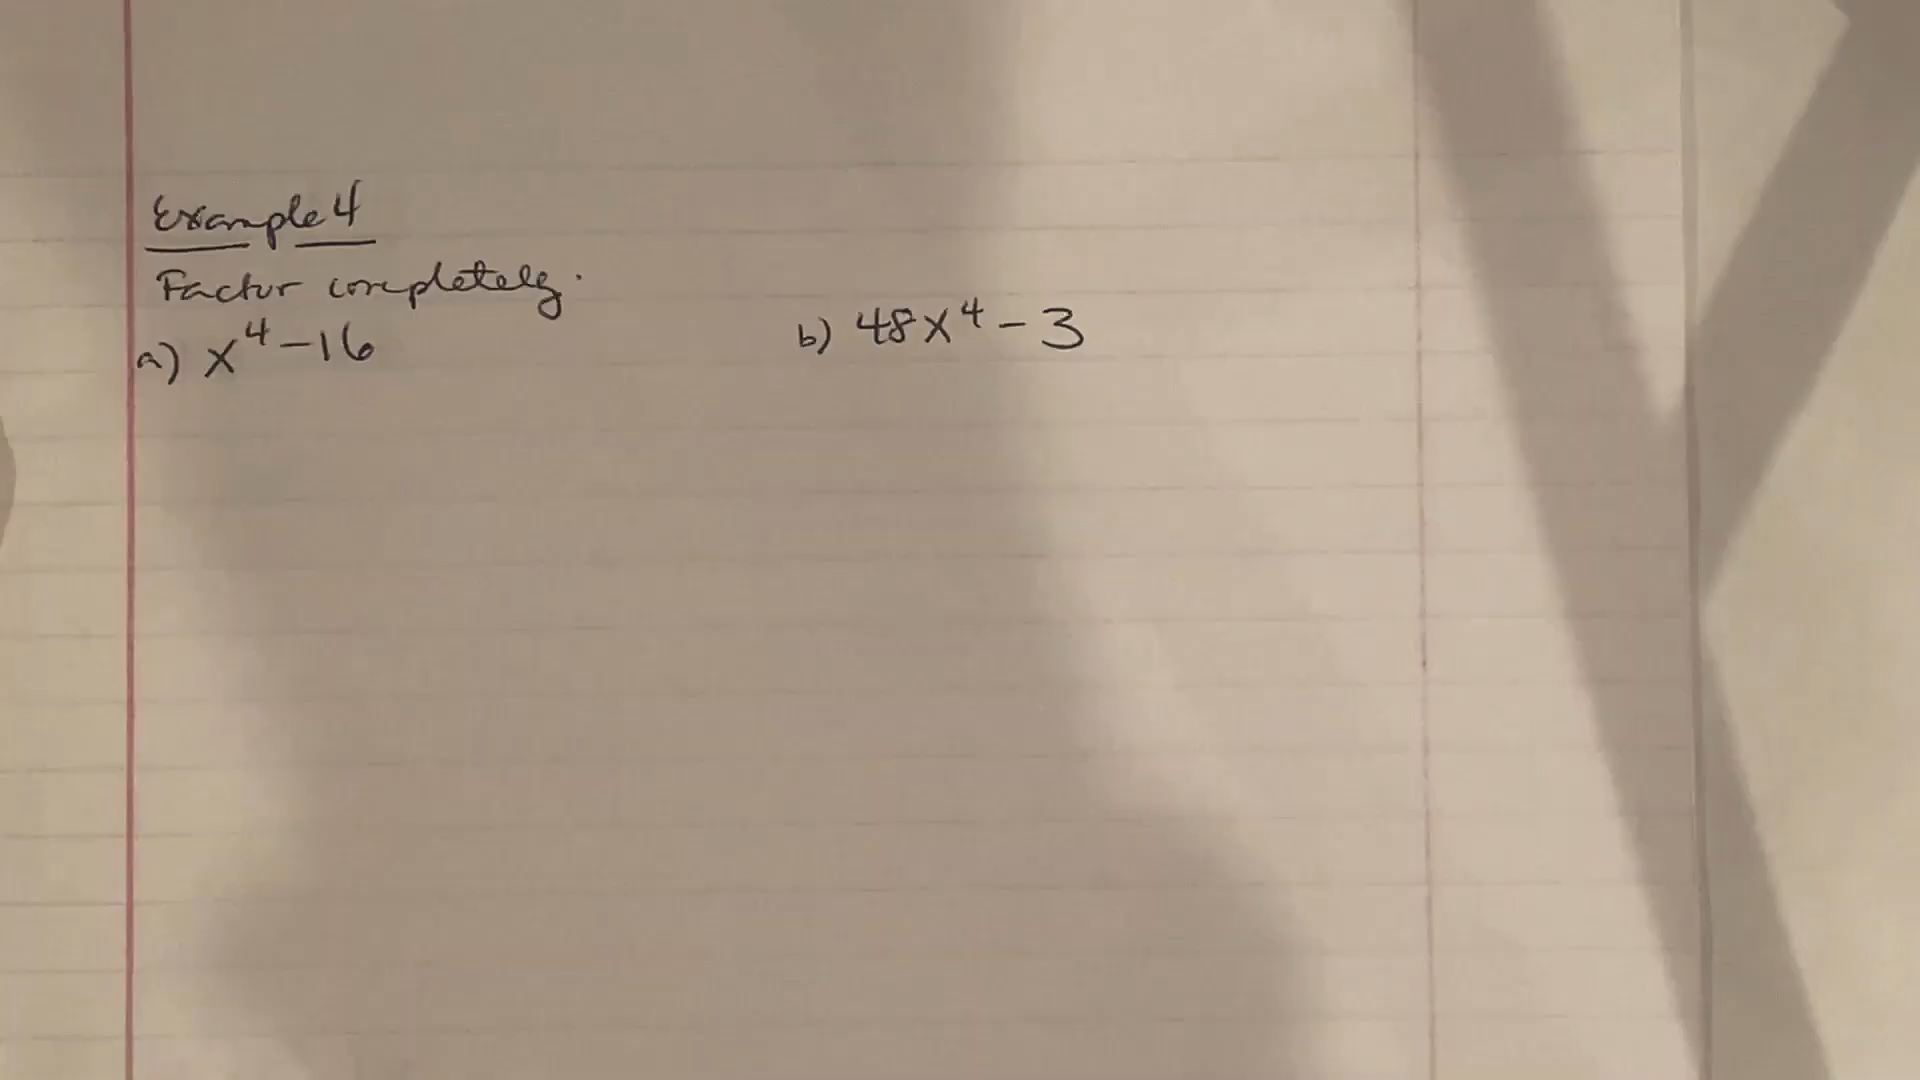 Example 4
Factor completely.
a) x⁴ - 16
b) 48x⁴ - 3